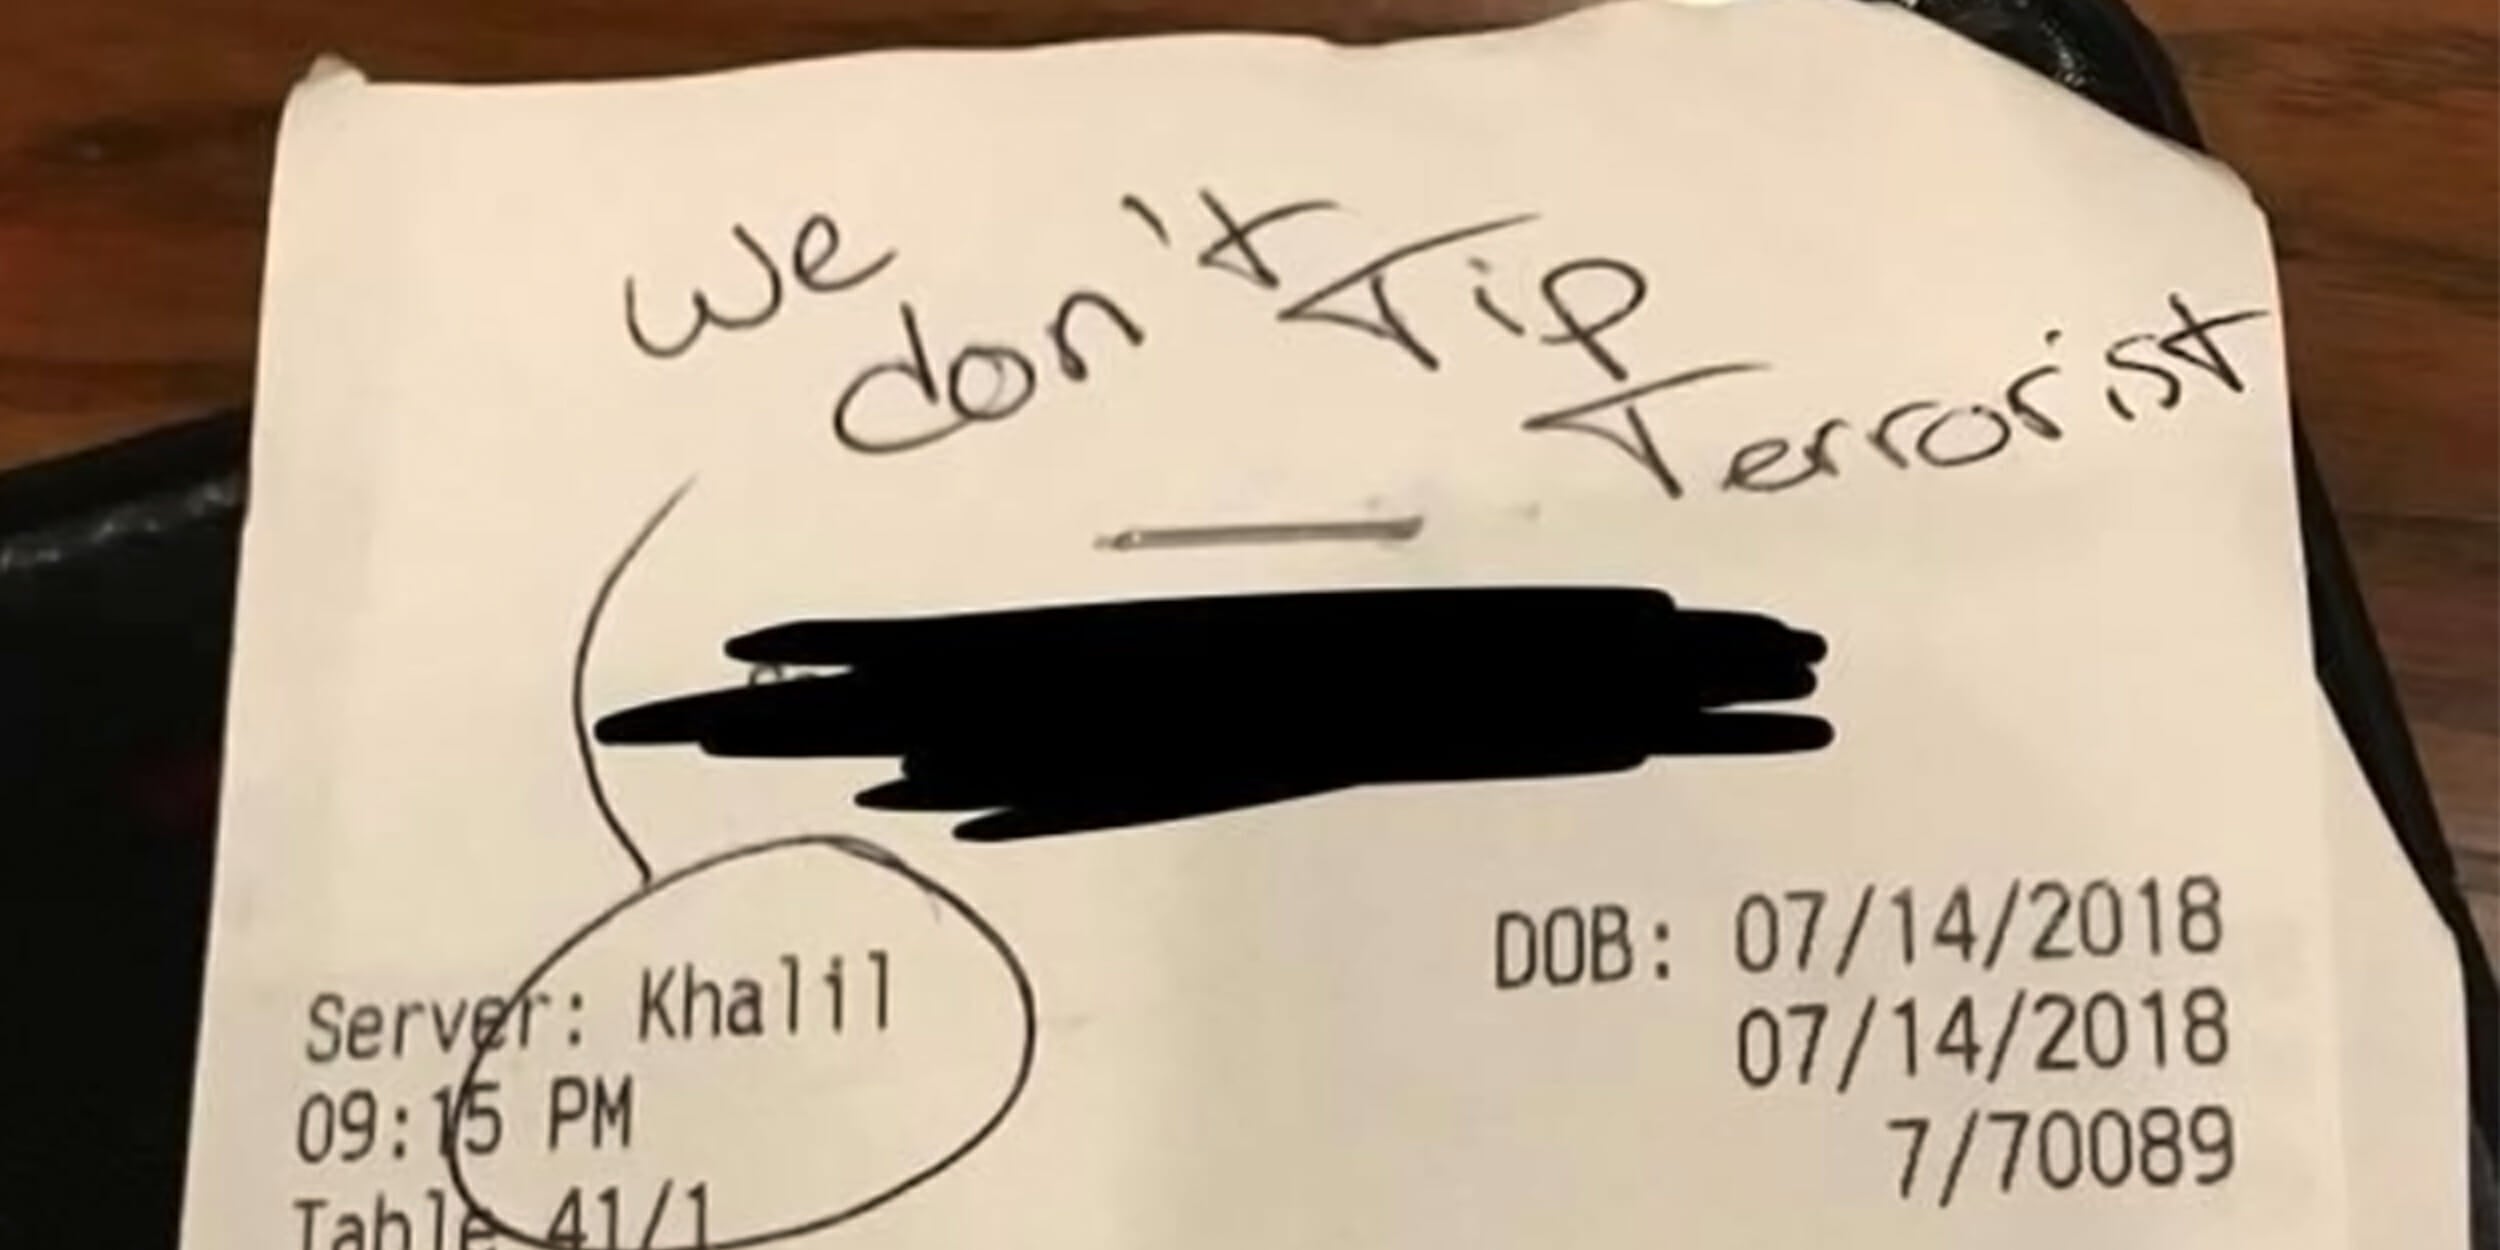 We
don't Tip
Terrorist
Server: Khalil
DOB: 07/14/2018
09:15 PM
07/14/2018
Table 41/1
7/70089